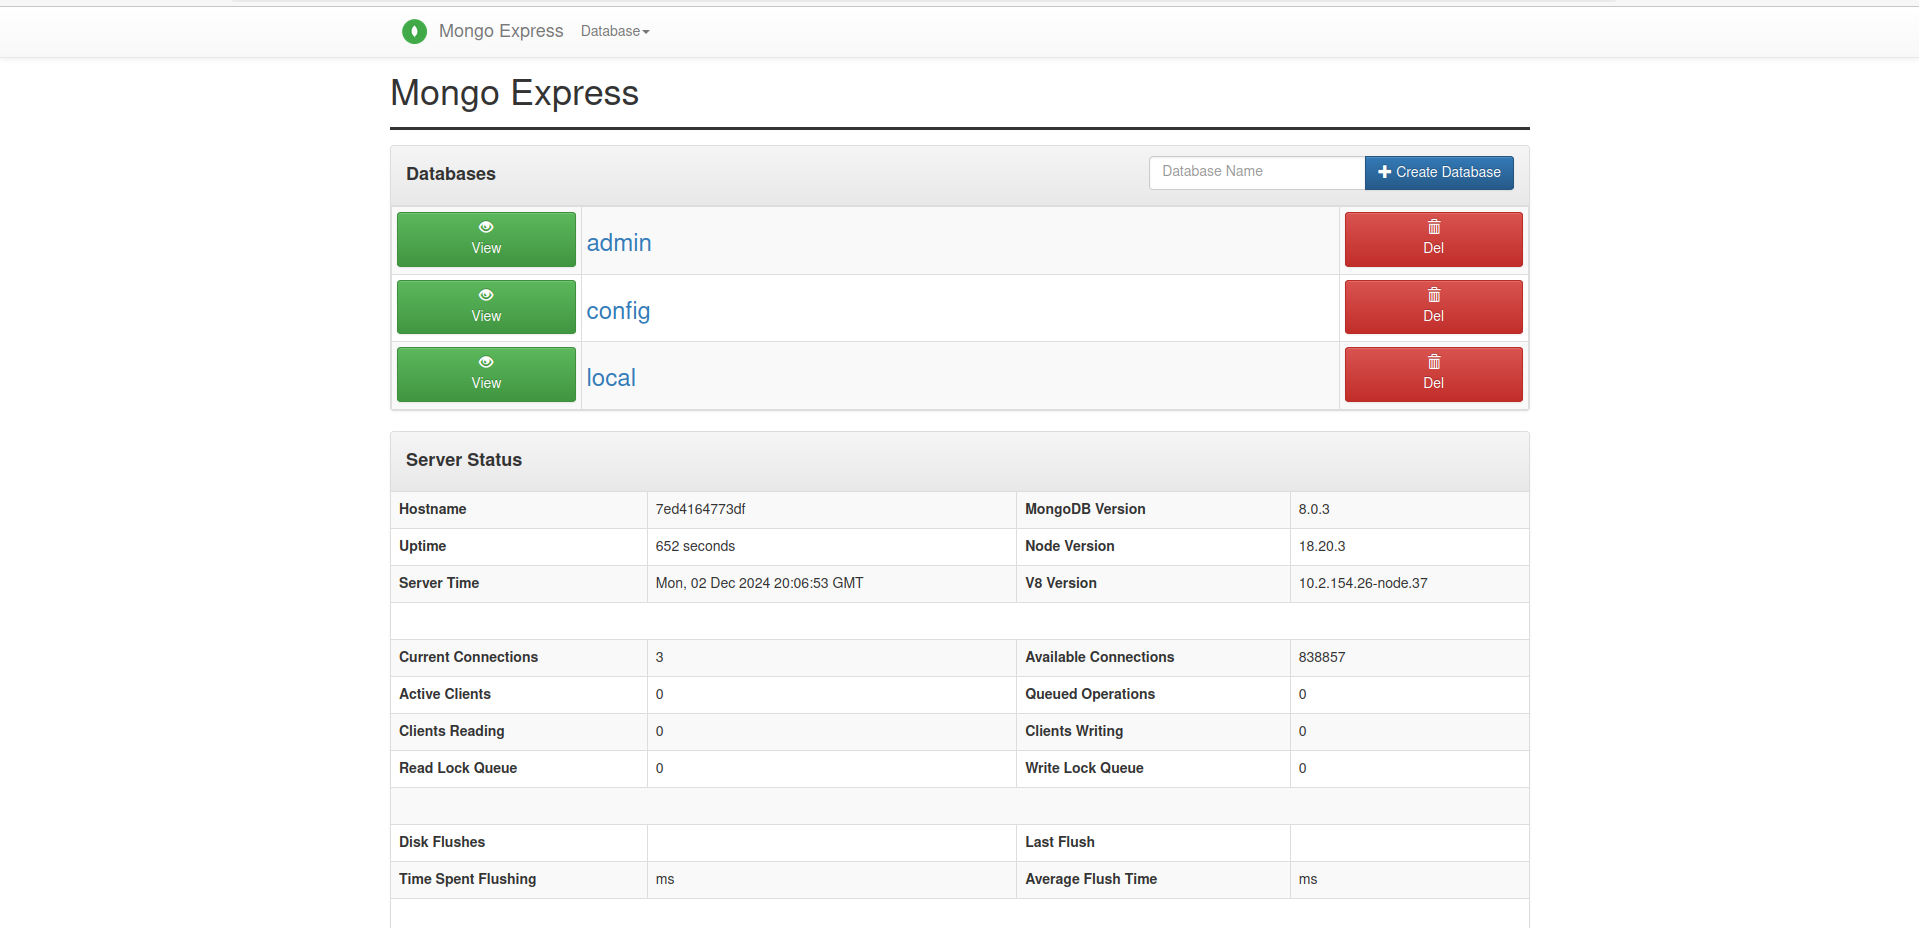 Mongo Express Database
Mongo Express
Databases Database Name Create Database
View admin Del
View config Del
View local Del
Server Status
Hostname 7ed4164773df MongoDB Version 8.0.3
Uptime 652 seconds Node Version 18.20.3
Server Time Mon, 02 Dec 2024 20:06:53 GMT V8 Version 10.2.154.26-node.37
Current Connections 3 Available Connections 838857
Active Clients 0 Queued Operations 0
Clients Reading 0 Clients Writing 0
Read Lock Queue 0 Write Lock Queue 0
Disk Flushes Last Flush
Time Spent Flushing ms Average Flush Time ms